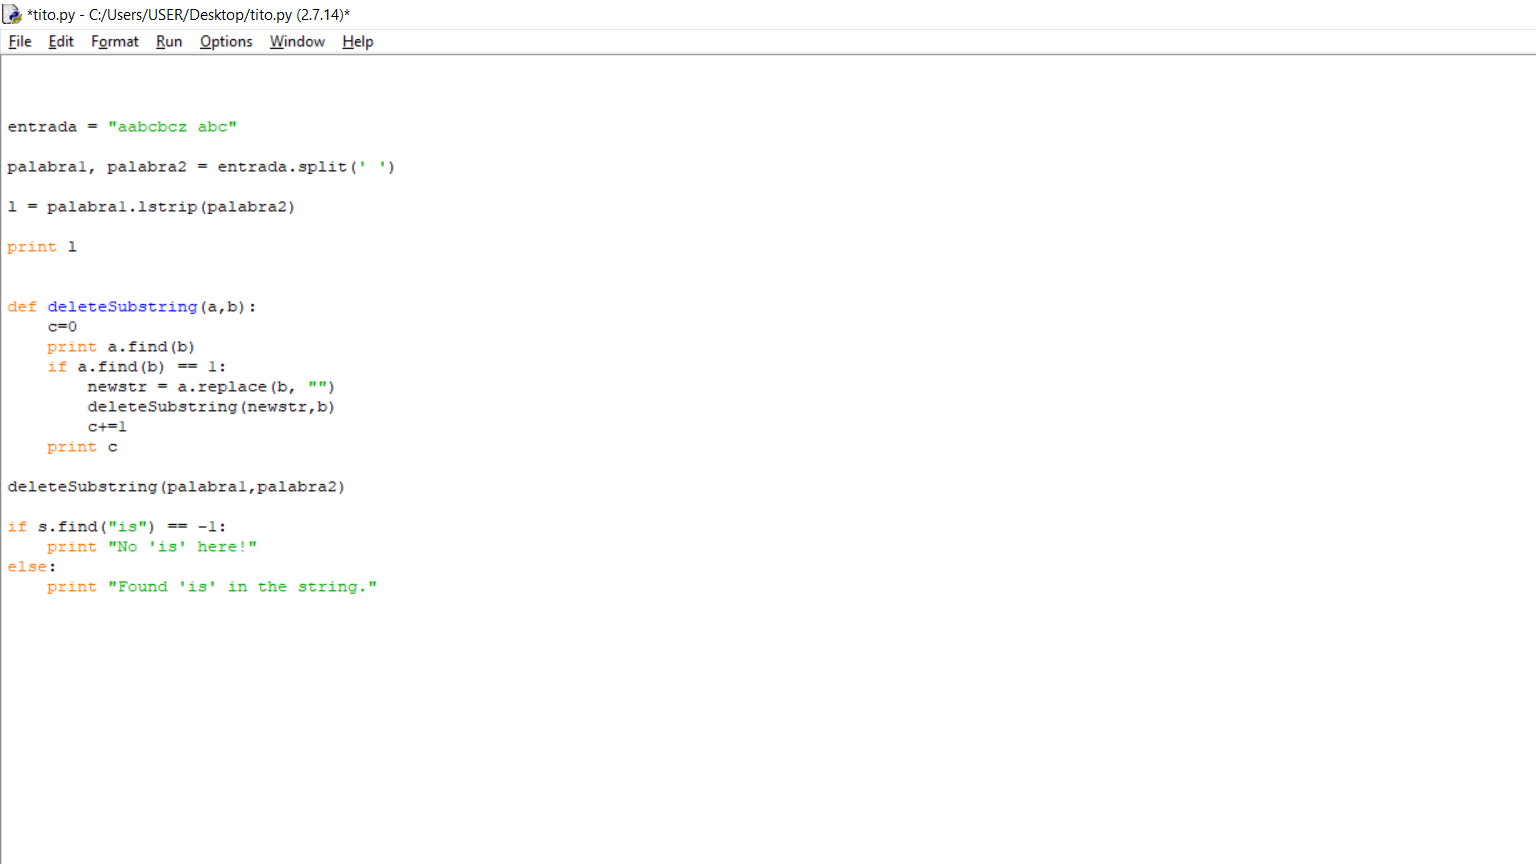 *tito.py - C:/Users/USER/Desktop/tito.py (2.7.14)*
File Edit Format Run Options Window Help
entrada = "aabcbcz abc"
palabra1, palabra2 = entrada.split(' ')
l = palabra1.lstrip(palabra2)
print l
def deleteSubstring(a,b):
    c=0
    print a.find(b)
    if a.find(b) == 1:
        newstr = a.replace(b, "")
        deleteSubstring(newstr,b)
        c+=1
    print c
deleteSubstring(palabra1,palabra2)
if s.find("is") == -1:
    print "No 'is' here!"
else:
    print "Found 'is' in the string."